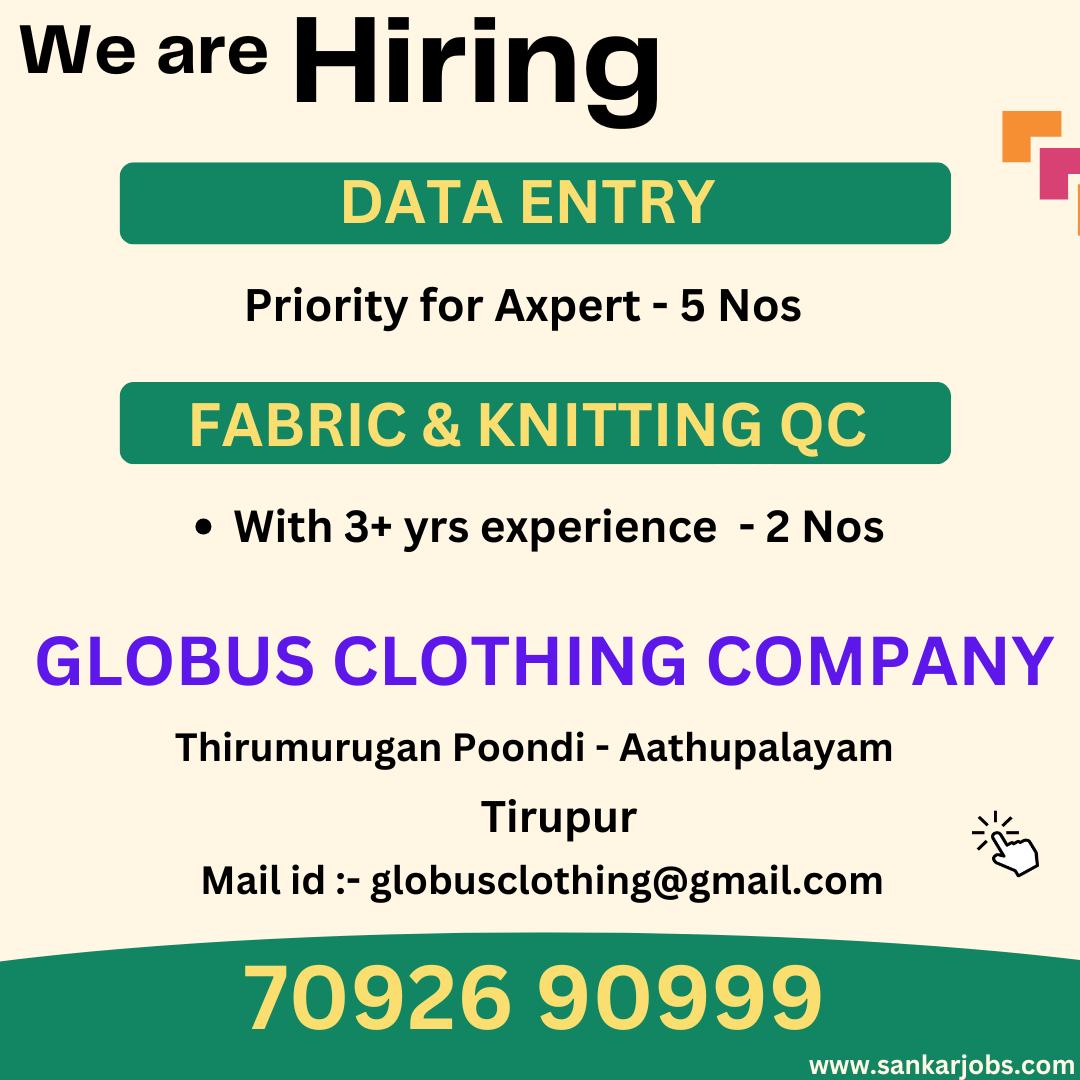 We are Hiring
DATA ENTRY
Priority for Axpert - 5 Nos
FABRIC & KNITTING QC
• With 3+ yrs experience - 2 Nos
GLOBUS CLOTHING COMPANY
Thirumurugan Poondi - Aathupalayam
Tirupur
Mail id :- globusclothing@gmail.com
70926 90999
www.sankarjobs.com